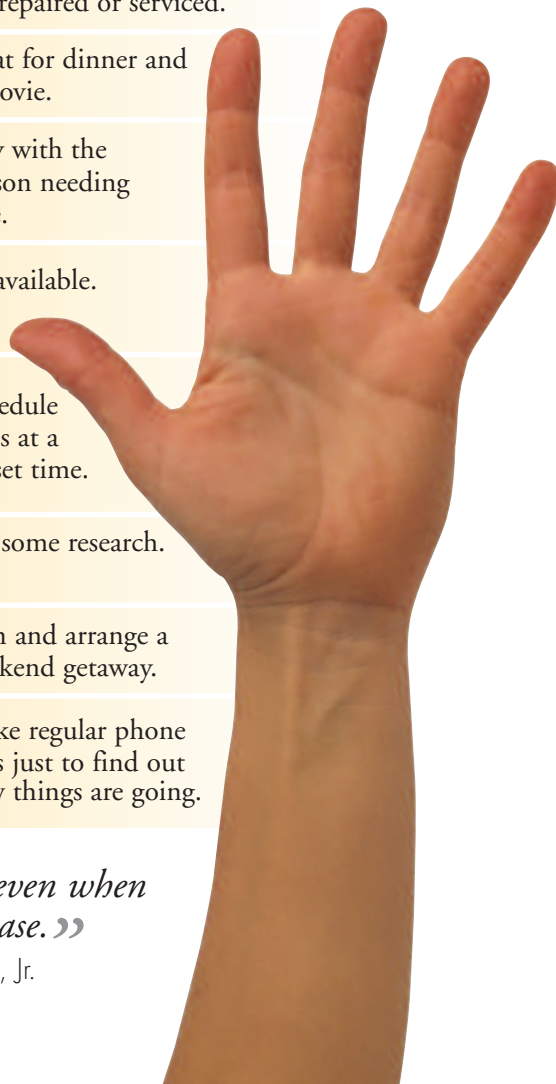 repaired or serviced.
at for dinner and
ovie.
with the
son needing
available.
edule
s at a
set time.
some research.
n and arrange a
kend getaway.
ke regular phone
s just to find out
things are going.
even when
ase.”
, Jr.